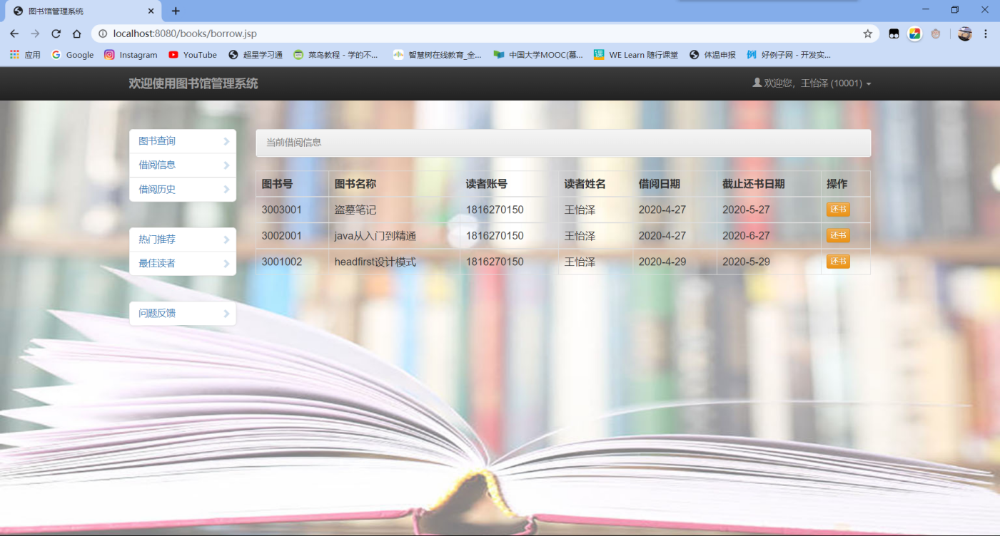 图书馆管理系统
localhost:8080/books/borrow.jsp
应用 Google Instagram YouTube 超星学习通 菜鸟教程 - 学的不... 智慧树在线教育_全... 中国大学MOOC(慕... WE Learn 随行课堂 体温申报 好例子网 - 开发实...
欢迎使用图书馆管理系统 欢迎您，王怡泽 (10001)
图书查询
借阅信息
借阅历史
热门推荐
最佳读者
问题反馈
当前借阅信息
图书号 图书名称 读者账号 读者姓名 借阅日期 截止还书日期 操作
3003001 盗墓笔记 1816270150 王怡泽 2020-4-27 2020-5-27 还书
3002001 java从入门到精通 1816270150 王怡泽 2020-4-27 2020-6-27 还书
3001002 headfirst设计模式 1816270150 王怡泽 2020-4-29 2020-5-29 还书